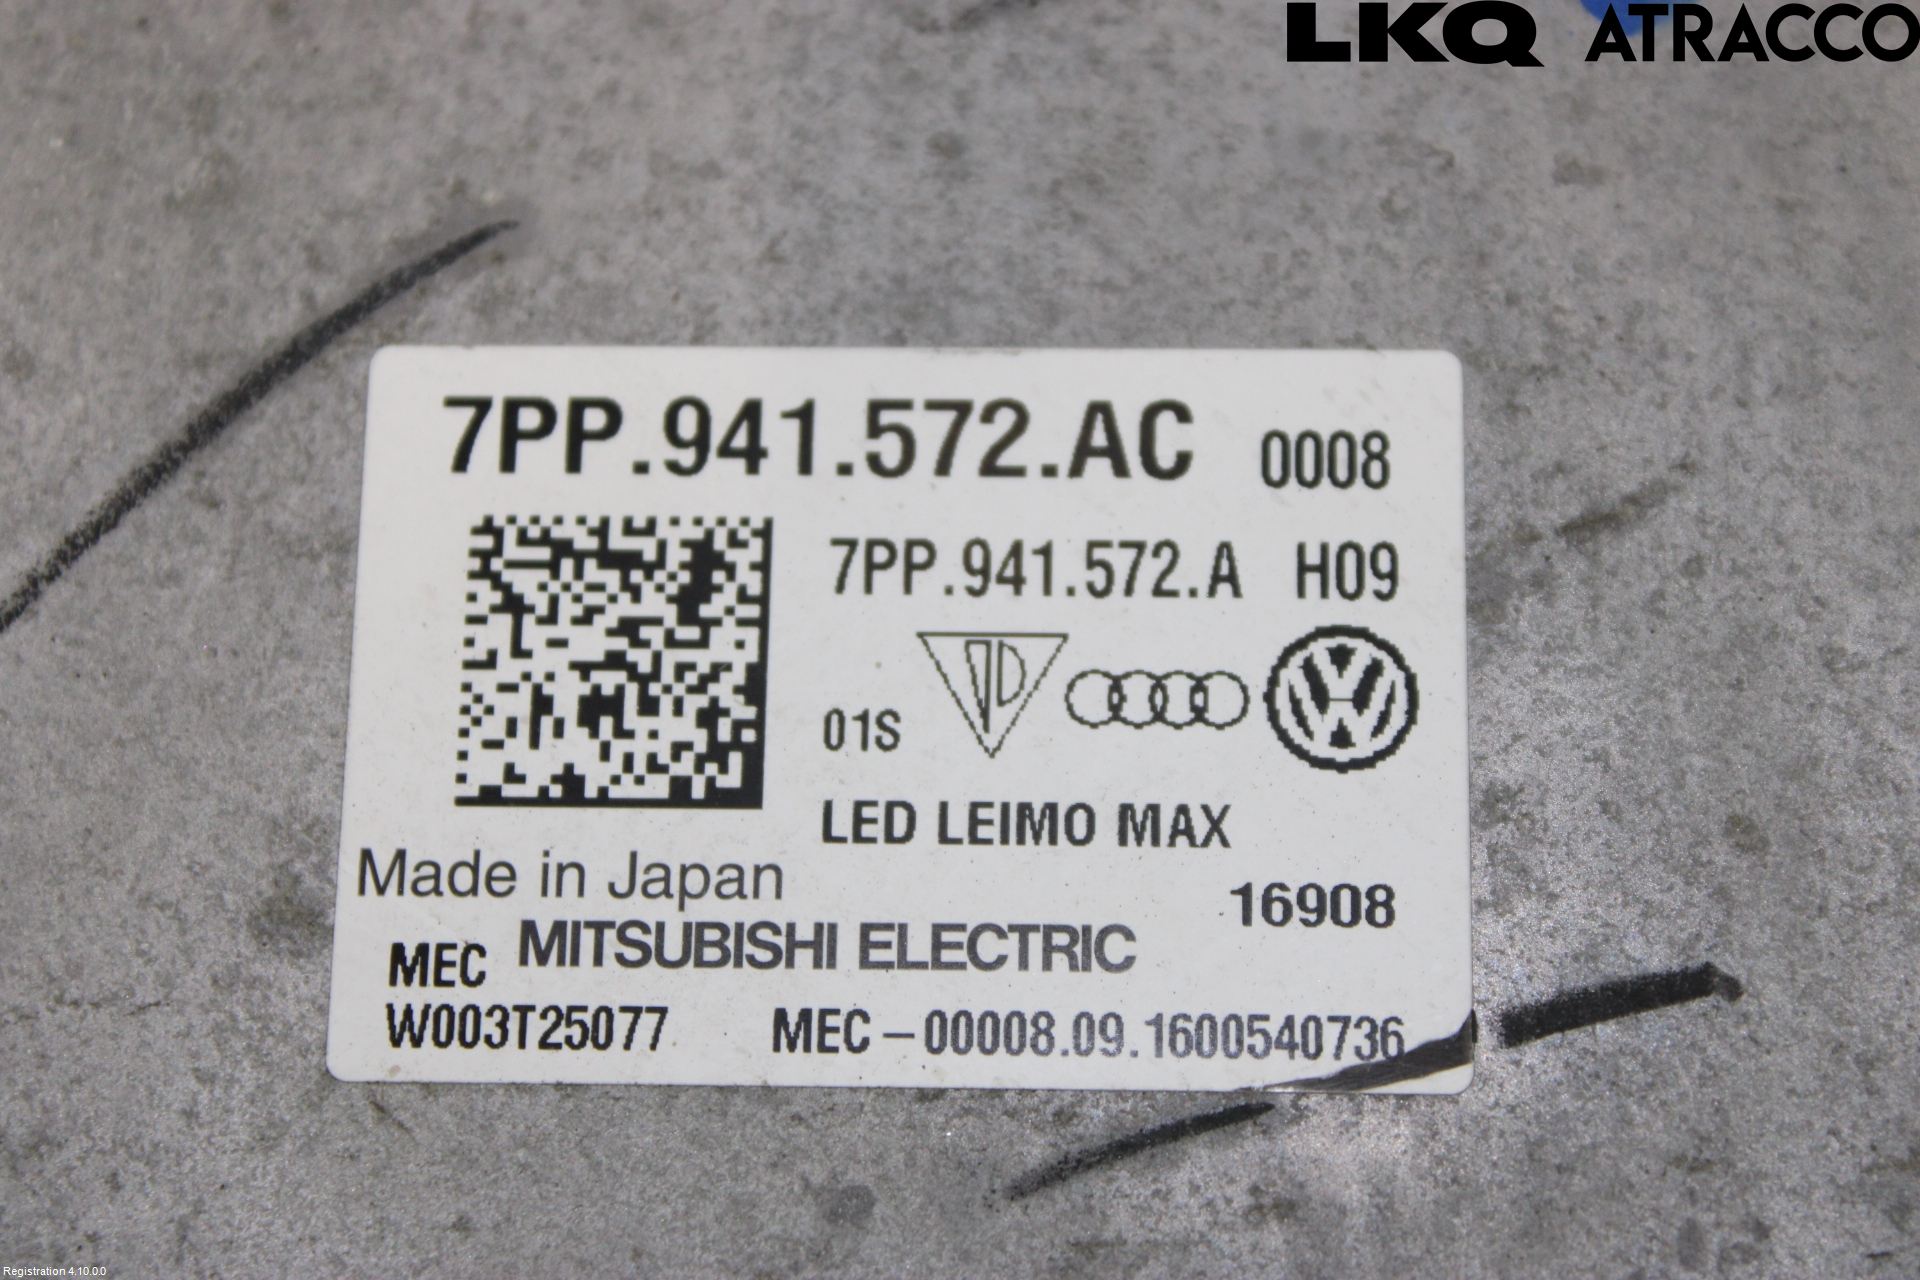 LKQ ATRACCO
7PP.941.572.AC 0008
7PP.941.572.A H09
01S
LED LEIMO MAX
Made in Japan
16908
MEC MITSUBISHI ELECTRIC
W003T25077 MEC-00008.09.1600540736
Registration 4.10.0.0